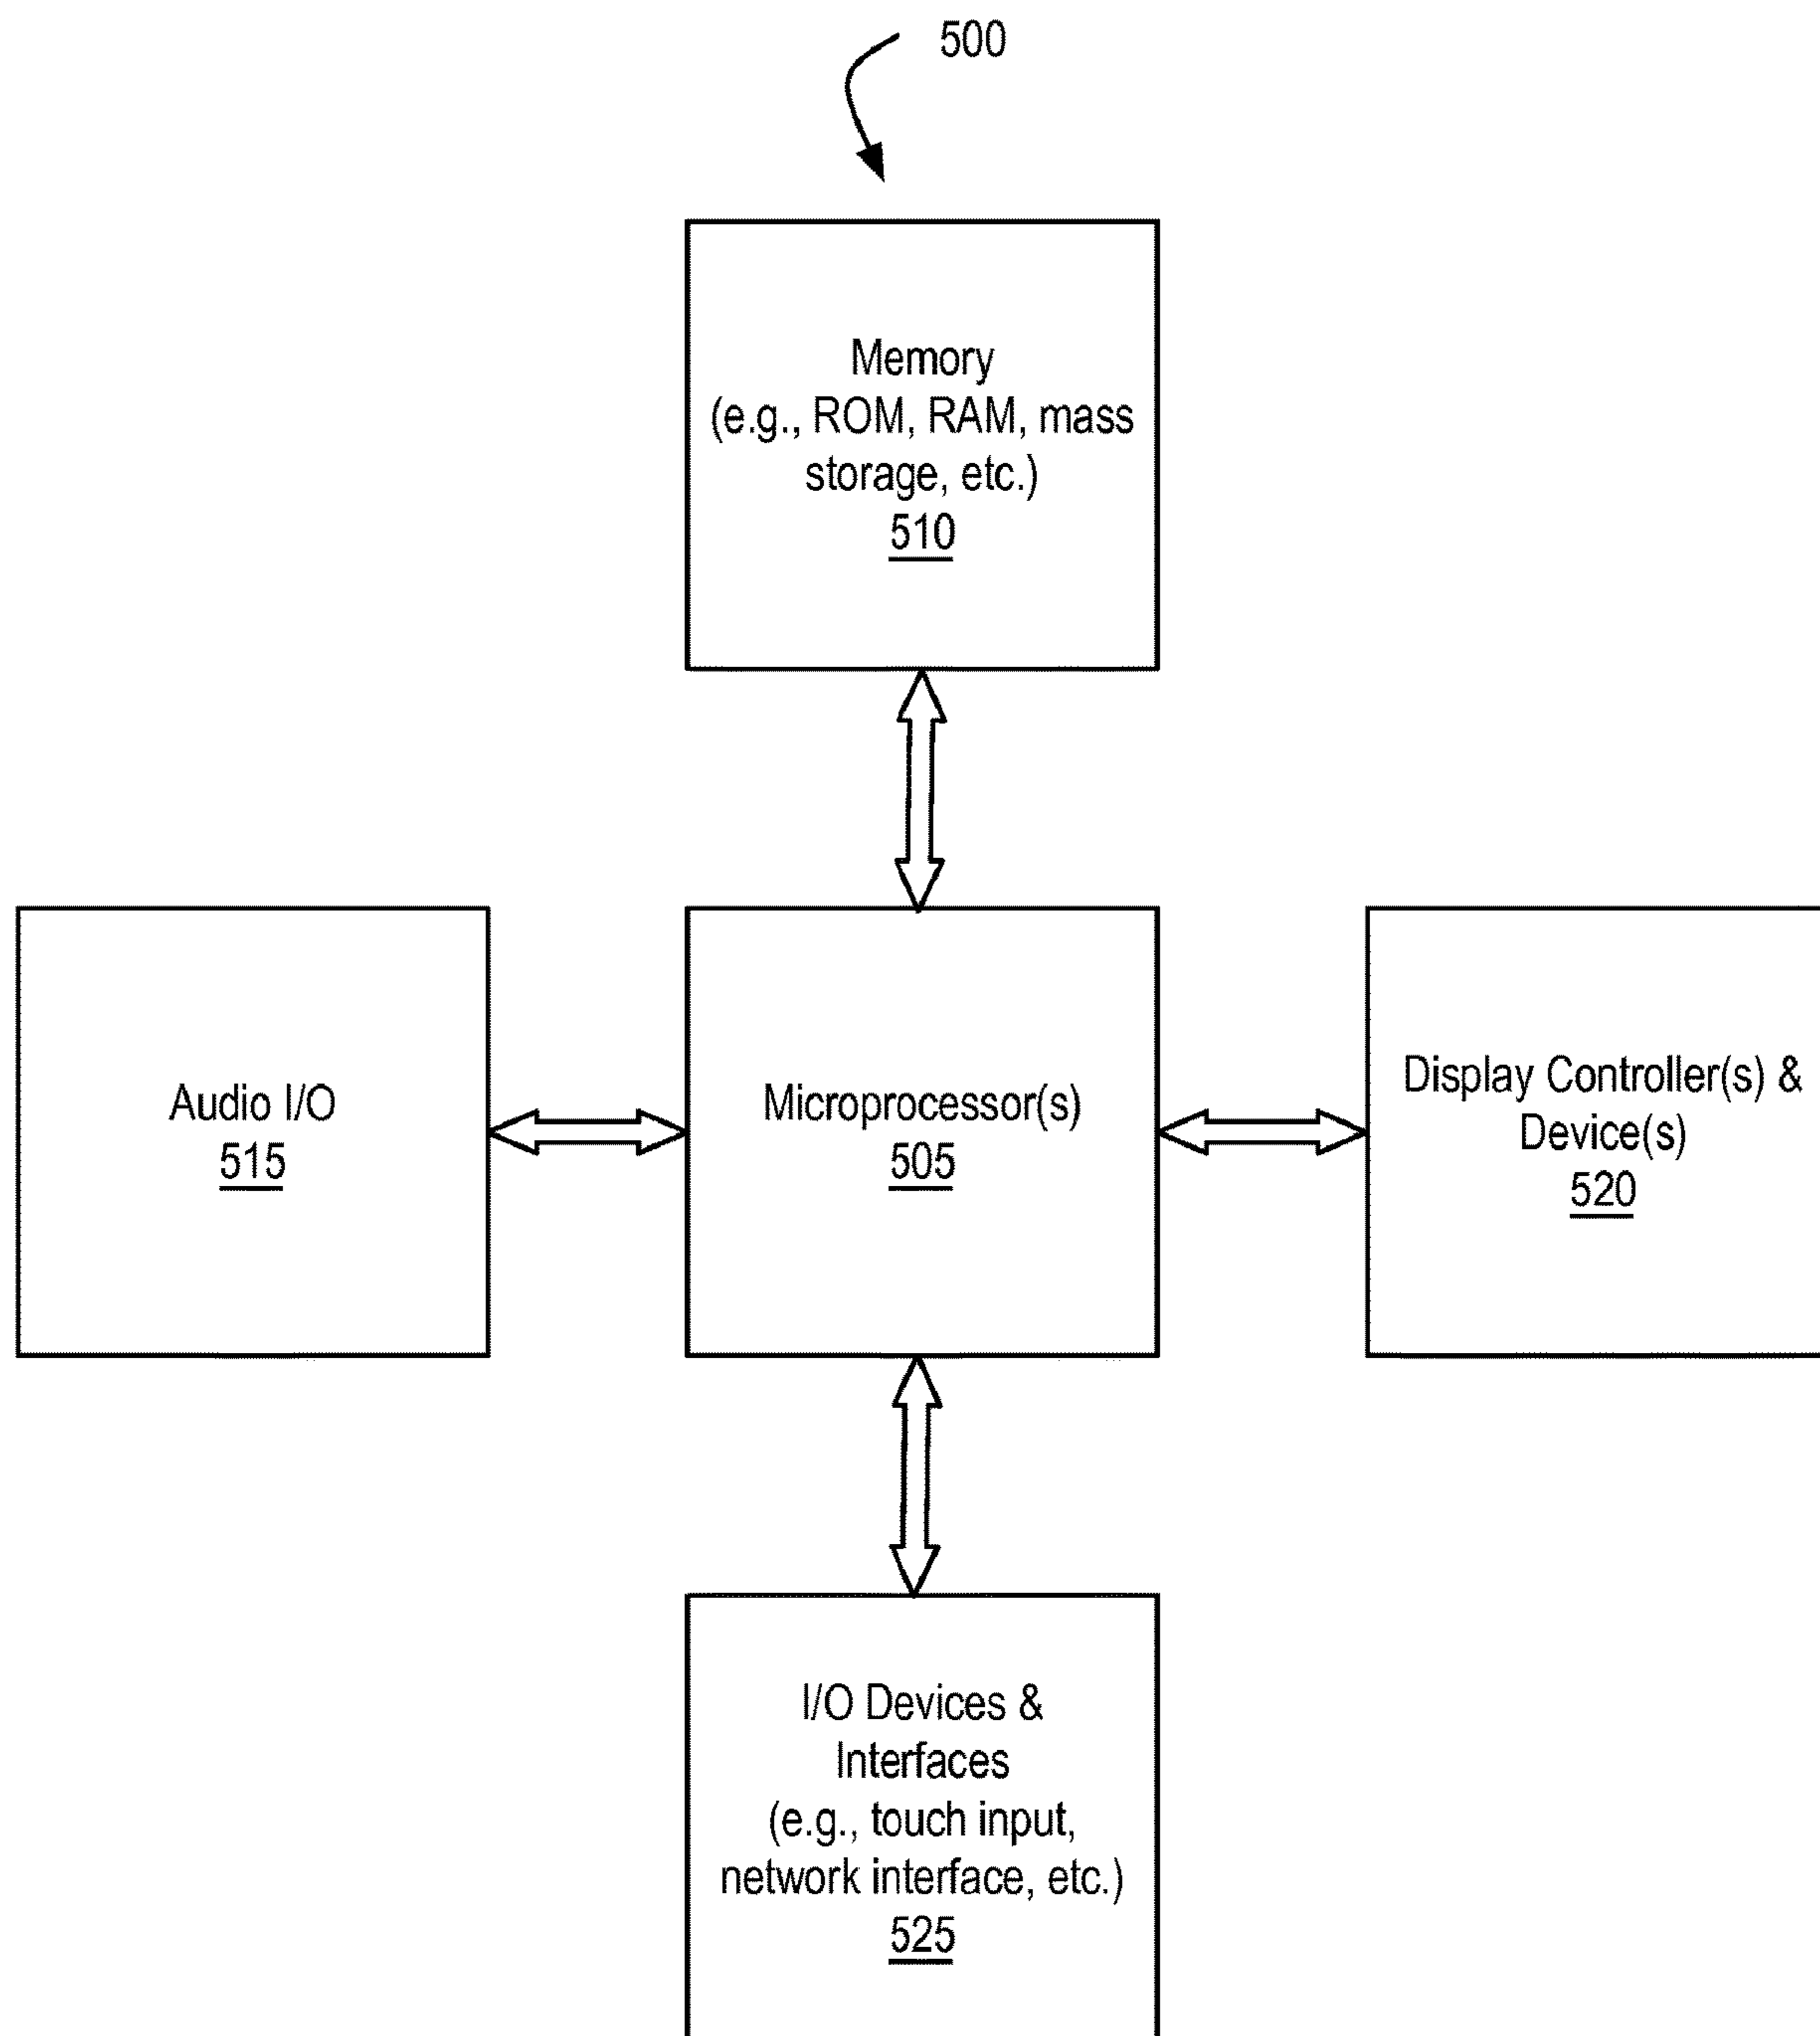 500
Memory
(e.g., ROM, RAM, mass
storage, etc.)
510
Audio I/O
515
Microprocessor(s)
505
Display Controller(s) &
Device(s)
520
I/O Devices &
Interfaces
(e.g., touch input,
network interface, etc.)
525